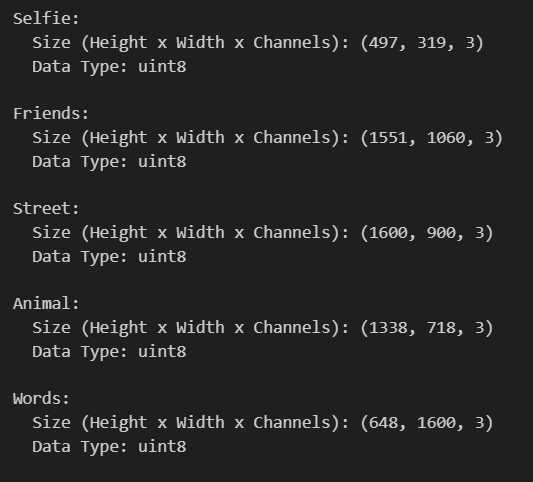 Selfie:
Size (Height x Width x Channels): (497, 319, 3)
Data Type: uint8
Friends:
Size (Height x Width x Channels): (1551, 1060, 3)
Data Type: uint8
Street:
Size (Height x Width x Channels): (1600, 900, 3)
Data Type: uint8
Animal:
Size (Height x Width x Channels): (1338, 718, 3)
Data Type: uint8
Words:
Size (Height x Width x Channels): (648, 1600, 3)
Data Type: uint8